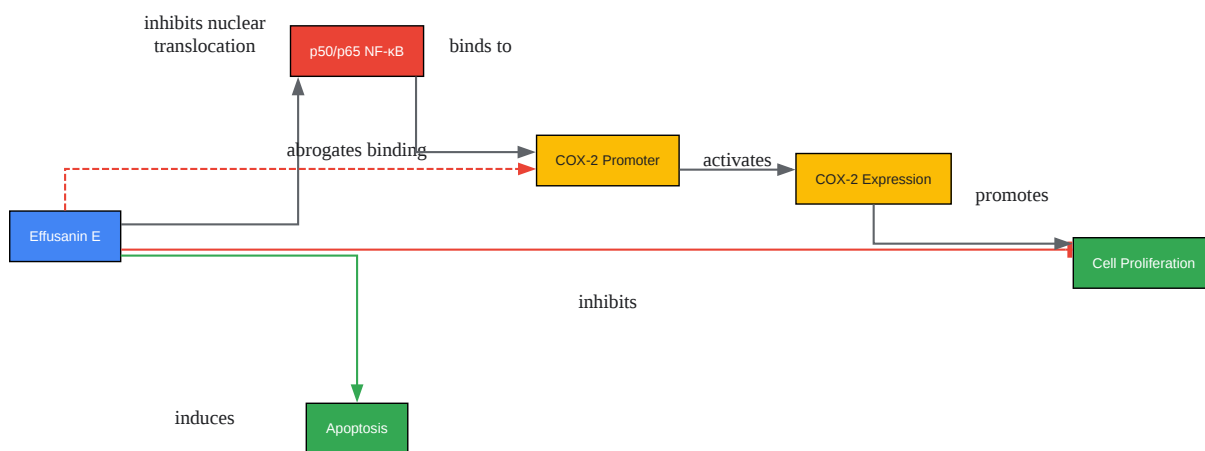 inhibits nuclear
translocation
p50/p65 NF-κB
binds to
abrogates binding
COX-2 Promoter
activates
COX-2 Expression
promotes
Effusanin E
Cell Proliferation
inhibits
induces
Apoptosis